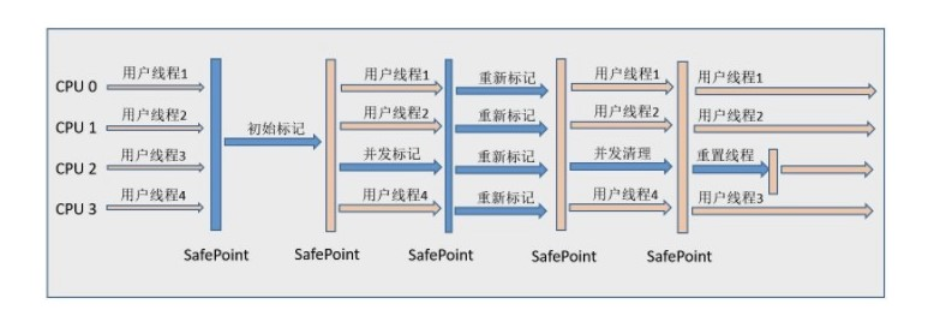 CPU 0 用户线程1 用户线程1 重新标记 用户线程1 用户线程1
CPU 1 用户线程2 初始标记 用户线程2 重新标记 用户线程2 用户线程2
CPU 2 用户线程3 并发标记 重新标记 并发清理 重置线程
CPU 3 用户线程4 用户线程4 重新标记 用户线程4 用户线程3
SafePoint SafePoint SafePoint SafePoint SafePoint